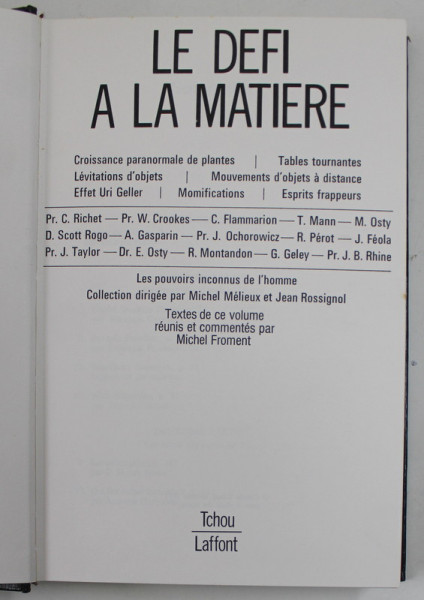 LE DEFI
A LA MATIERE
Croissance paranormale de plantes | Tables tournantes
Lévitations d'objets | Mouvements d'objets à distance
Effet Uri Geller | Momifications | Esprits frappeurs
Pr. C. Richet — Pr. W. Crookes — C. Flammarion — T. Mann — M. Osty
D. Scott Rogo — A. Gasparin — Pr. J. Ochorowicz — R. Pérot — J. Féola
Pr. J. Taylor — Dr. E. Osty — R. Montandon — G. Geley — Pr. J. B. Rhine
Les pouvoirs inconnus de l'homme
Collection dirigée par Michel Mélieux et Jean Rossignol
Textes de ce volume
réunis et commentés par
Michel Froment
Tchou
Laffont